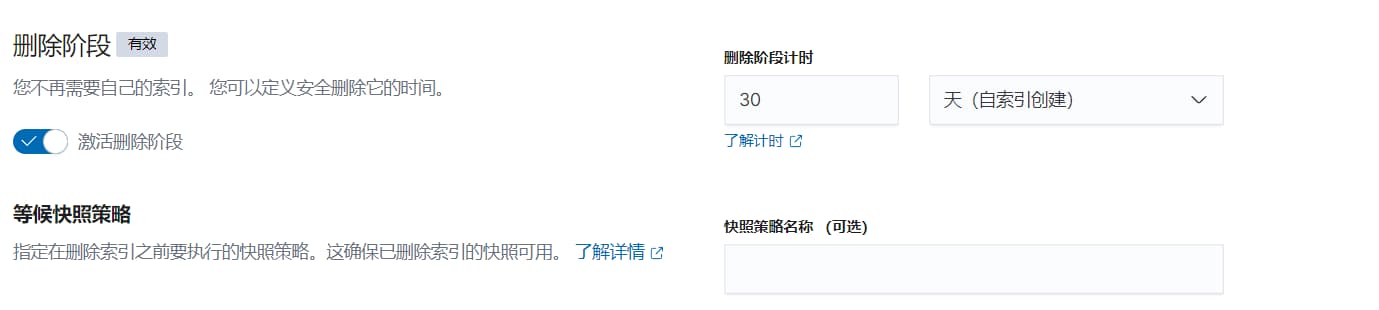 删除阶段 有效
您不再需要自己的索引。 您可以定义安全删除它的时间。
激活删除阶段
删除阶段计时
30 天（自索引创建）
了解计时
等候快照策略
指定在删除索引之前要执行的快照策略。这确保已删除索引的快照可用。 了解详情
快照策略名称 （可选）